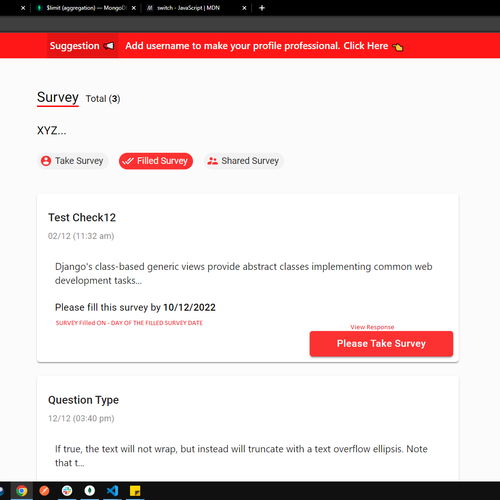 $limit (aggregation) — MongoD
switch - JavaScript | MDN
Suggestion 📢 Add username to make your profile professional. Click Here 👈
Survey Total (3)
XYZ...
Take Survey Filled Survey Shared Survey
Test Check12
02/12 (11:32 am)
Django's class-based generic views provide abstract classes implementing common web
development tasks...
Please fill this survey by 10/12/2022
SURVEY Filled ON - DAY OF THE FILLED SURVEY DATE
View Response
Please Take Survey
Question Type
12/12 (03:40 pm)
If true, the text will not wrap, but instead will truncate with a text overflow ellipsis. Note
that t...